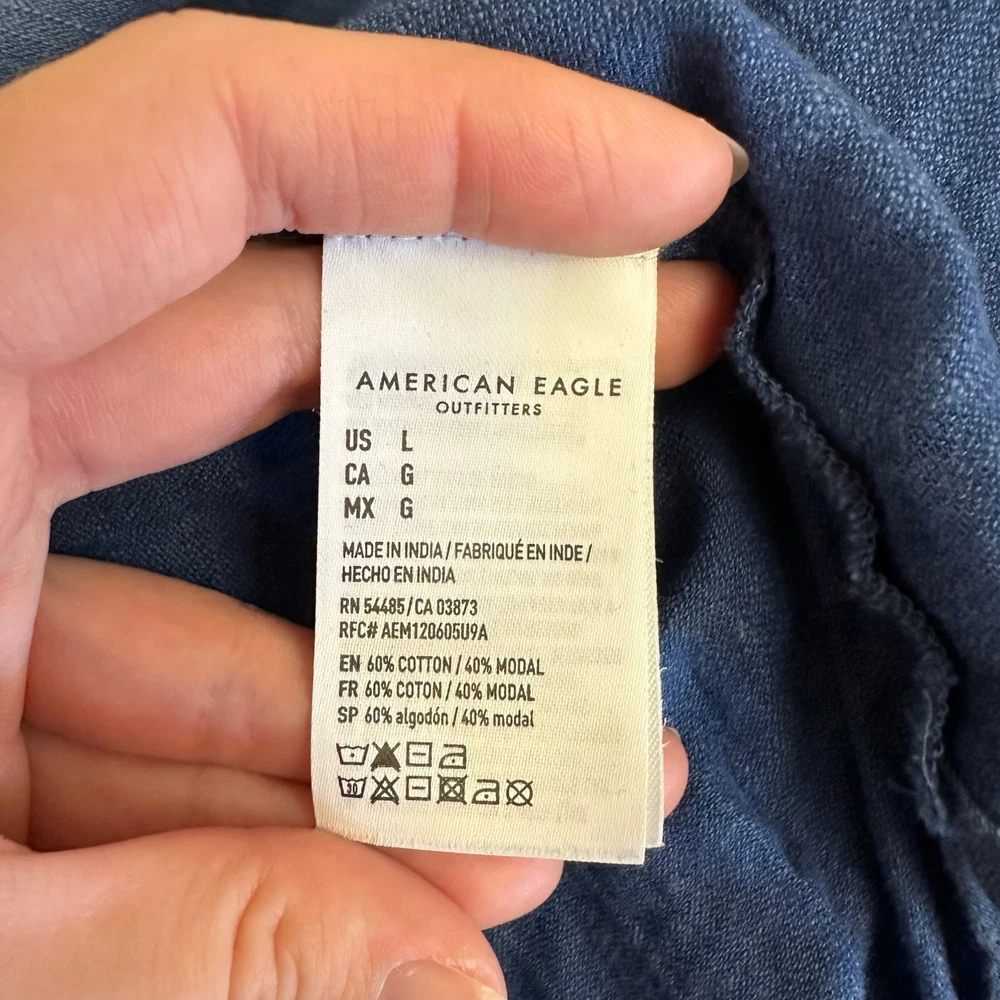 AMERICAN EAGLE
OUTFITTERS
US L
CA G
MX G
MADE IN INDIA / FABRIQUÉ EN INDE /
HECHO EN INDIA
RN 54485 / CA 03873
RFC# AEM120605U9A
EN 60% COTTON / 40% MODAL
FR 60% COTON / 40% MODAL
SP 60% algodón / 40% modal
30